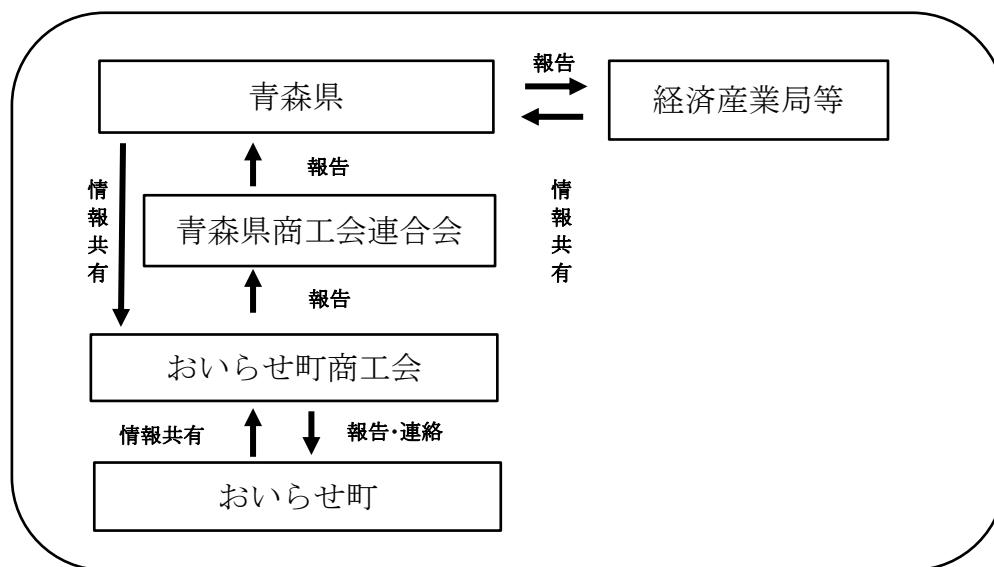 報告
青森県
経済産業局等
情報共有
報告
情報共有
青森県商工会連合会
報告
おいらせ町商工会
情報共有
報告・連絡
おいらせ町